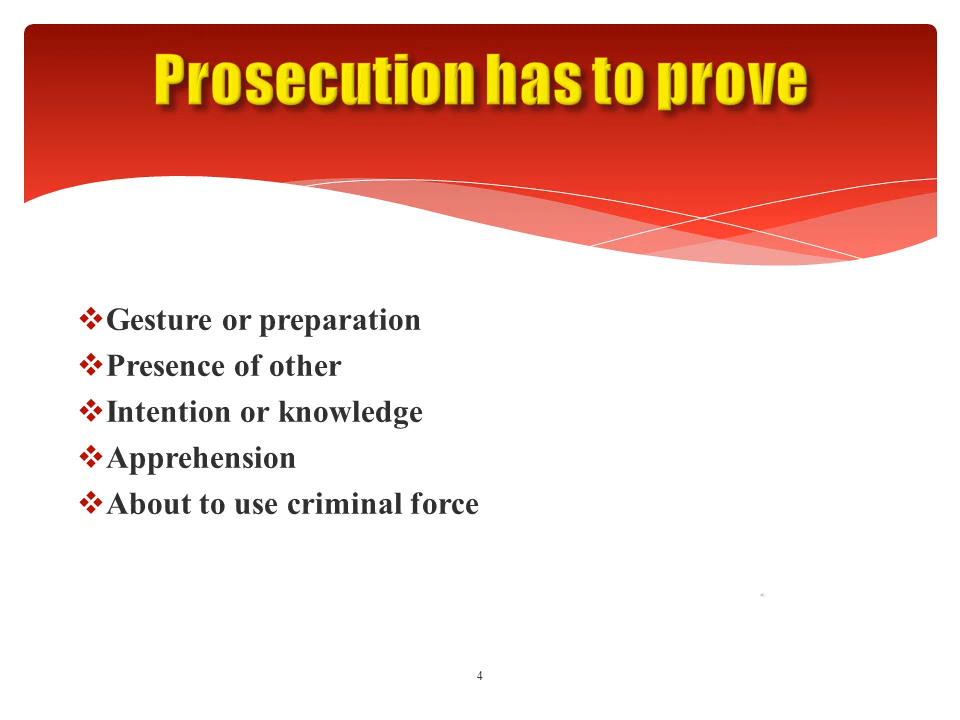 Prosecution has to prove
Gesture or preparation
Presence of other
Intention or knowledge
Apprehension
About to use criminal force
4